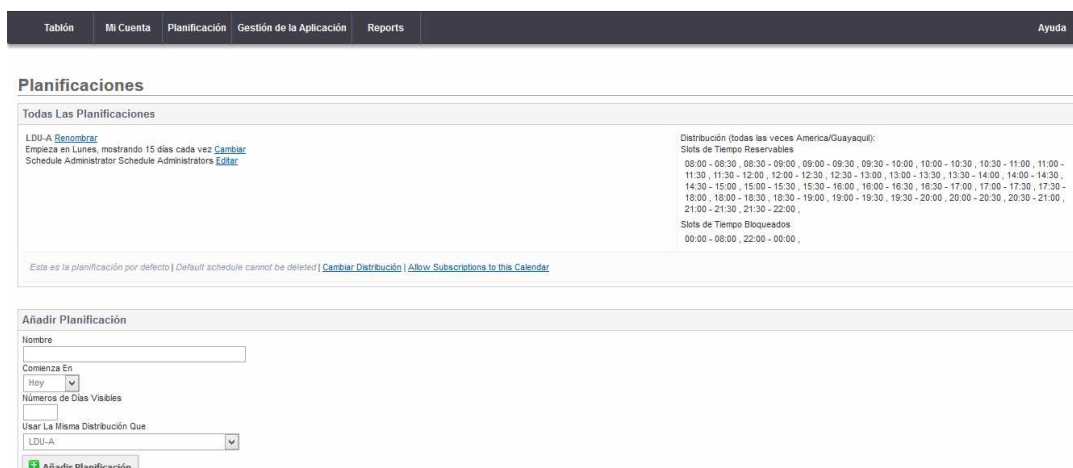 Tablón Mi Cuenta Planificación Gestión de la Aplicación Reports Ayuda
Planificaciones
Todas Las Planificaciones
LDU-A Renombrar
Empieza en Lunes, mostrando 15 días cada vez Cambiar
Schedule Administrator Schedule Administrators Editar
Distribución (todas las veces America/Guayaquil):
Slots de Tiempo Reservables
08:00 - 08:30 , 08:30 - 09:00 , 09:00 - 09:30 , 09:30 - 10:00 , 10:00 - 10:30 , 10:30 - 11:00 , 11:00 -
11:30 , 11:30 - 12:00 , 12:00 - 12:30 , 12:30 - 13:00 , 13:00 - 13:30 , 13:30 - 14:00 , 14:00 - 14:30 ,
14:30 - 15:00 , 15:00 - 15:30 , 15:30 - 16:00 , 16:00 - 16:30 , 16:30 - 17:00 , 17:00 - 17:30 , 17:30 -
18:00 , 18:00 - 18:30 , 18:30 - 19:00 , 19:00 - 19:30 , 19:30 - 20:00 , 20:00 - 20:30 , 20:30 - 21:00 ,
21:00 - 21:30 , 21:30 - 22:00 ,
Slots de Tiempo Bloqueados
00:00 - 08:00 , 22:00 - 00:00 ,
Esta es la planificación por defecto | Default schedule cannot be deleted | Cambiar Distribución | Allow Subscriptions to this Calendar
Añadir Planificación
Nombre
Comienza En
Hoy
Números de Días Visibles
Usar La Misma Distribución Que
LDU-A
Añadir Planificación